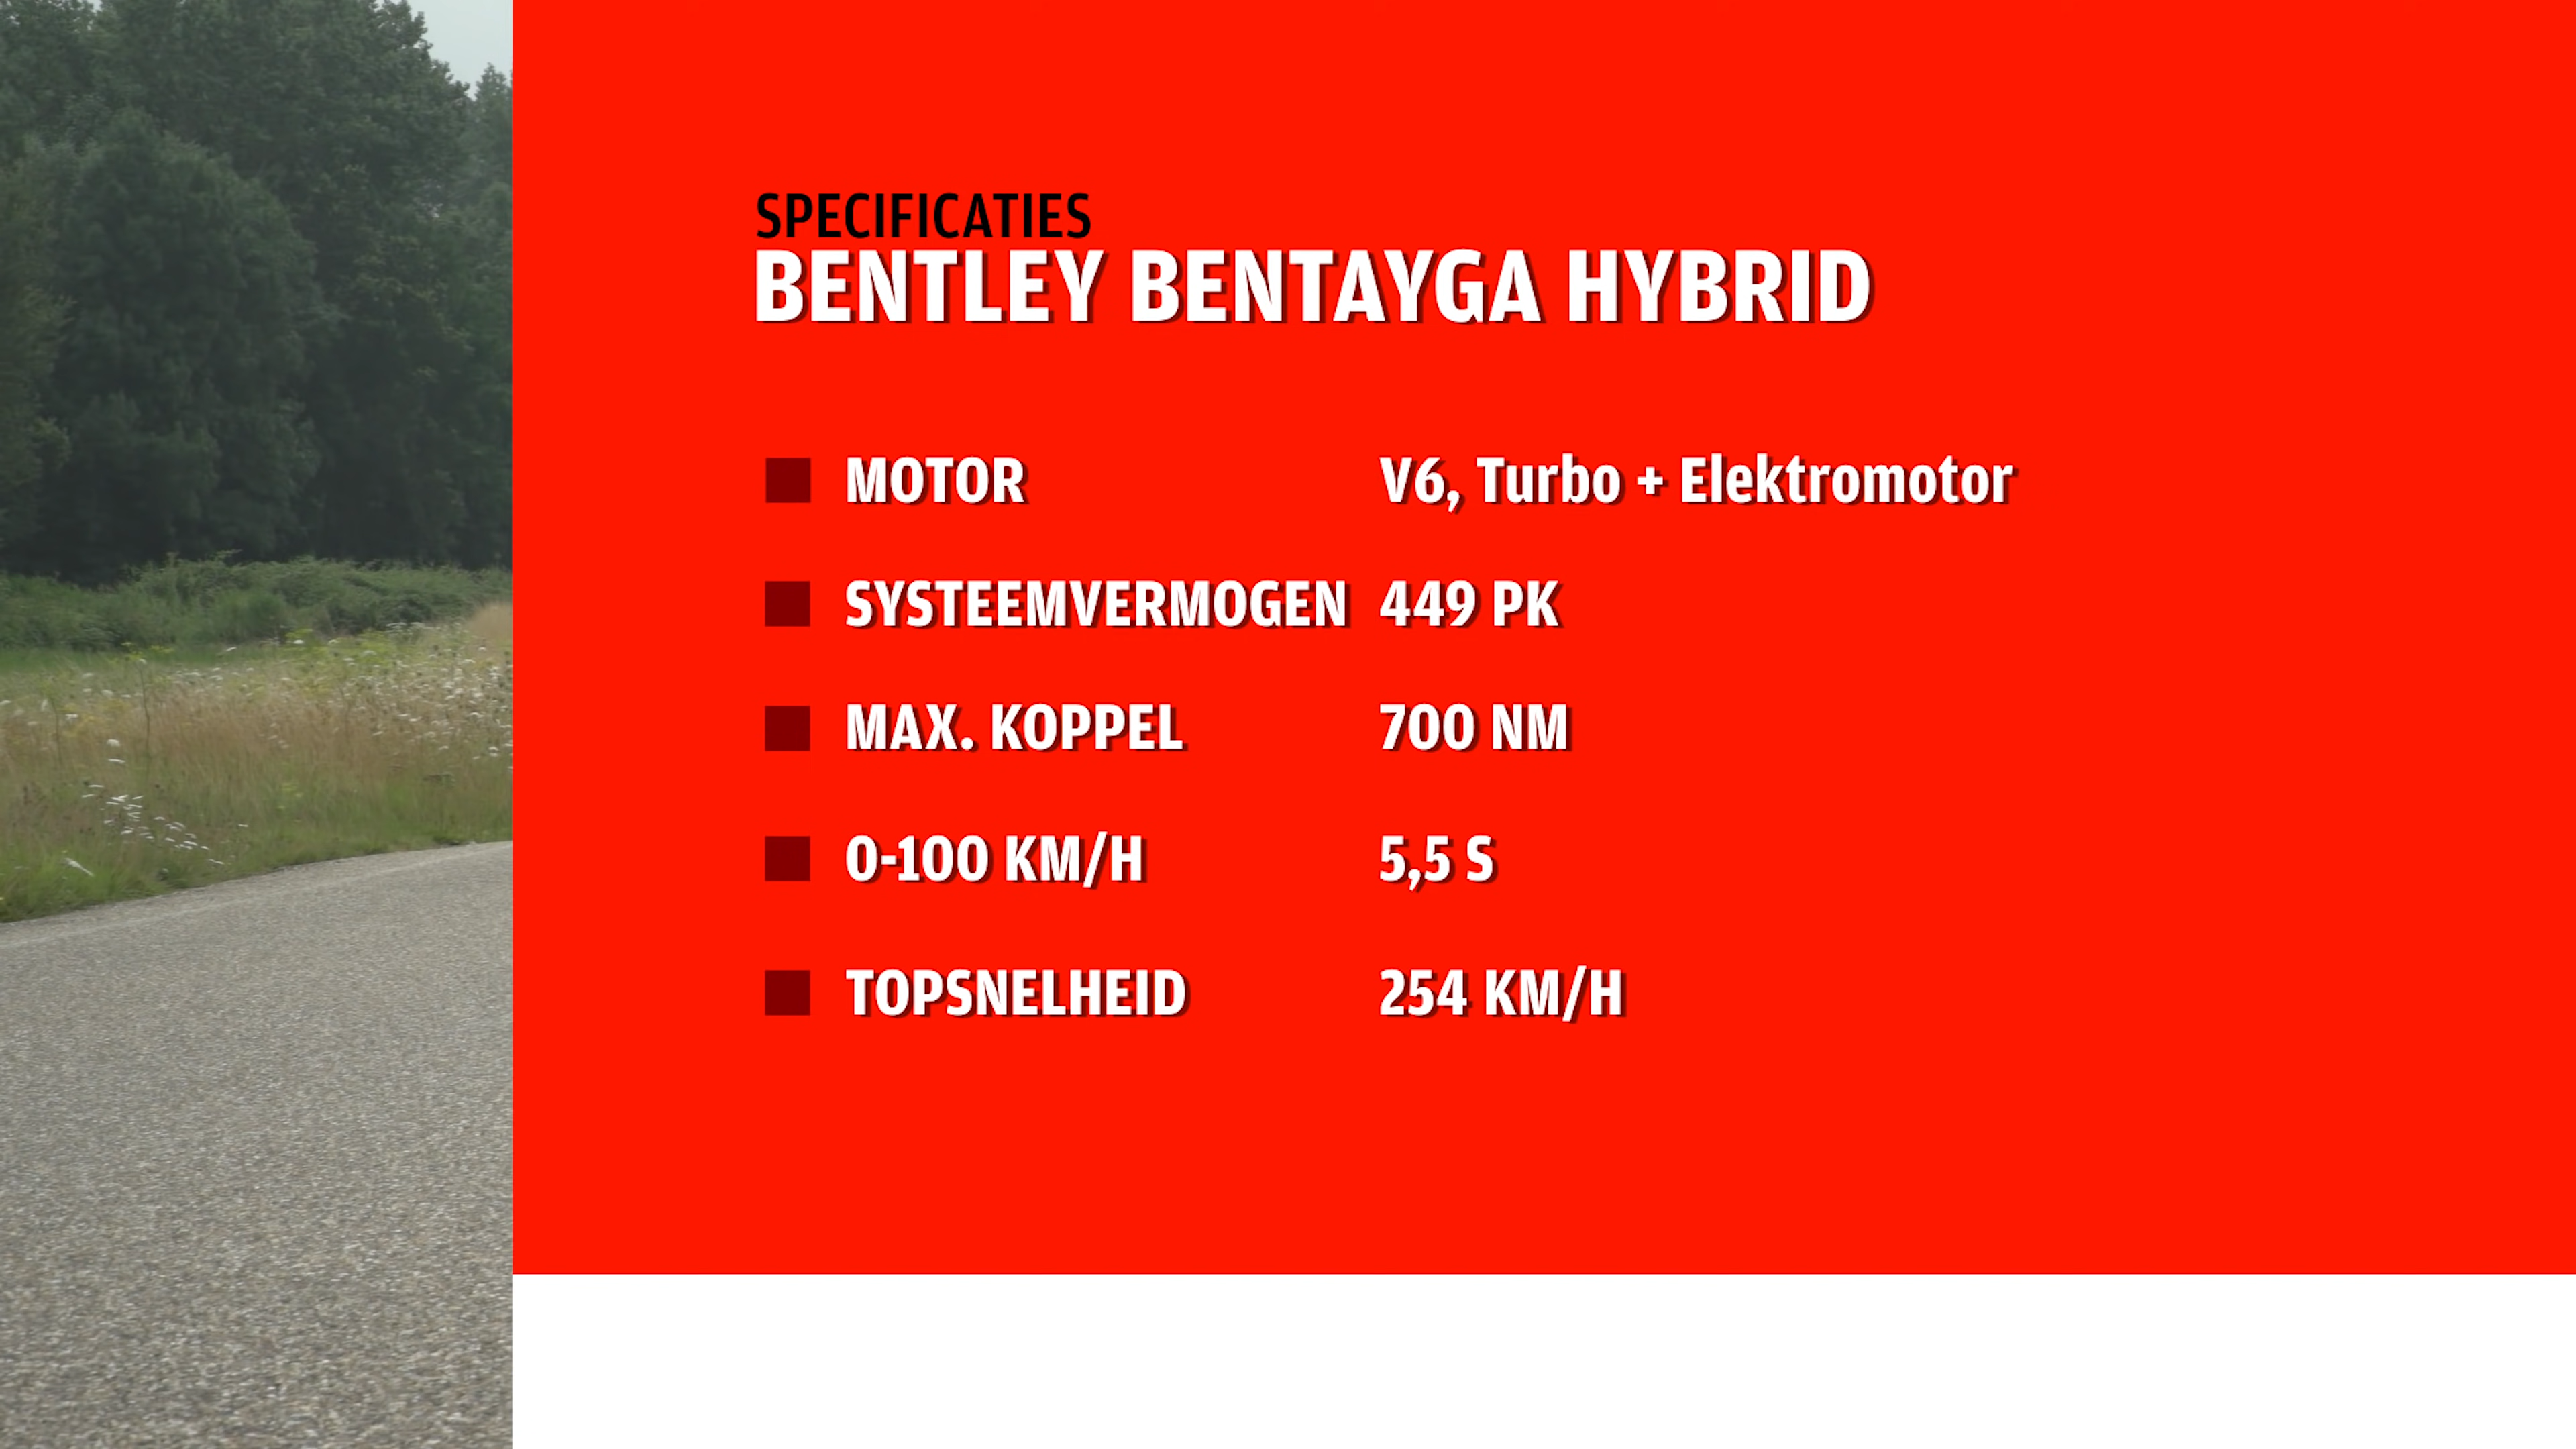 SPECIFICATIES
BENTLEY BENTAYGA HYBRID
MOTOR V6, Turbo + Elektromotor
SYSTEEMVERMOGEN 449 PK
MAX. KOPPEL 700 NM
0-100 KM/H 5,5 S
TOPSNELHEID 254 KM/H